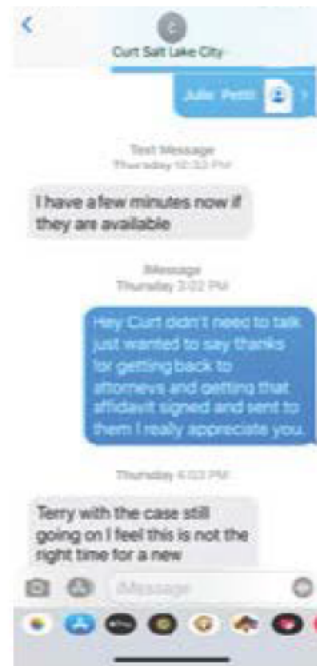 C
Curt Salt Lake City
Julie Pettit
Text Message
Thursday 12:33 PM
I have a few minutes now if
they are available
iMessage
Thursday 3:02 PM
Hey Curt didn't need to talk
just wanted to say thanks
for getting back to
attorneys and getting that
affidavit signed and sent to
them I really appreciate you.
Thursday 4:03 PM
Terry with the case still
going on I feel this is not the
right time for a new
iMessage